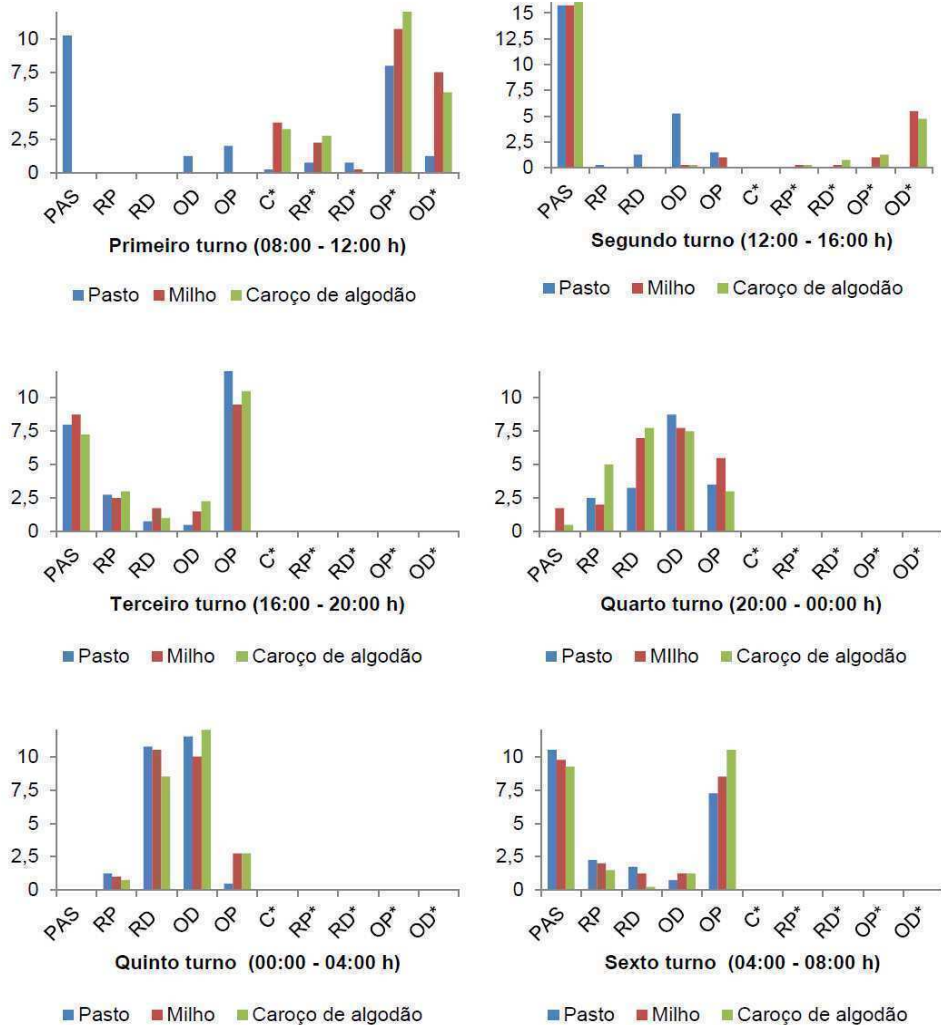 10
7,5
5
2,5
0
PAS RP RD OD OP C* RP* RD* OP* OD*
Primeiro turno (08:00 - 12:00 h)
Pasto Milho Caroço de algodão
15
12,5
10
7,5
5
2,5
0
PAS RP RD OD OP C* RP* RD* OP* OD*
Segundo turno (12:00 - 16:00 h)
Pasto Milho Caroço de algodão
10
7,5
5
2,5
0
PAS RP RD OD OP C* RP* RD* OP* OD*
Terceiro turno (16:00 - 20:00 h)
Pasto Milho Caroço de algodão
10
7,5
5
2,5
0
PAS RP RD OD OP C* RP* RD* OP* OD*
Quarto turno (20:00 - 00:00 h)
Pasto MIlho Caroço de algodão
10
7,5
5
2,5
0
PAS RP RD OD OP C* RP* RD* OP* OD*
Quinto turno (00:00 - 04:00 h)
Pasto Milho Caroço de algodão
10
7,5
5
2,5
0
PAS RP RD OD OP C* RP* RD* OP* OD*
Sexto turno (04:00 - 08:00 h)
Pasto Milho Caroço de algodão